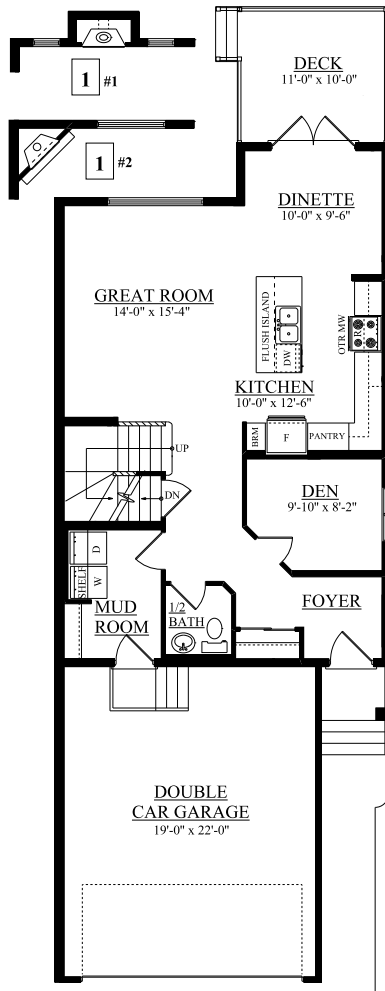 1 #1
1 #2
DECK
11'-0" x 10'-0"
DINETTE
10'-0" x 9'-6"
GREAT ROOM
14'-0" x 15'-4"
FLUSH ISLAND
DW
OTR MW
R
KITCHEN
10'-0" x 12'-6"
BRM
F
PANTRY
UP
DN
DEN
9'-10" x 8'-2"
D
W
SHELF
MUD
ROOM
1/2
BATH
FOYER
DOUBLE
CAR GARAGE
19'-0" x 22'-0"